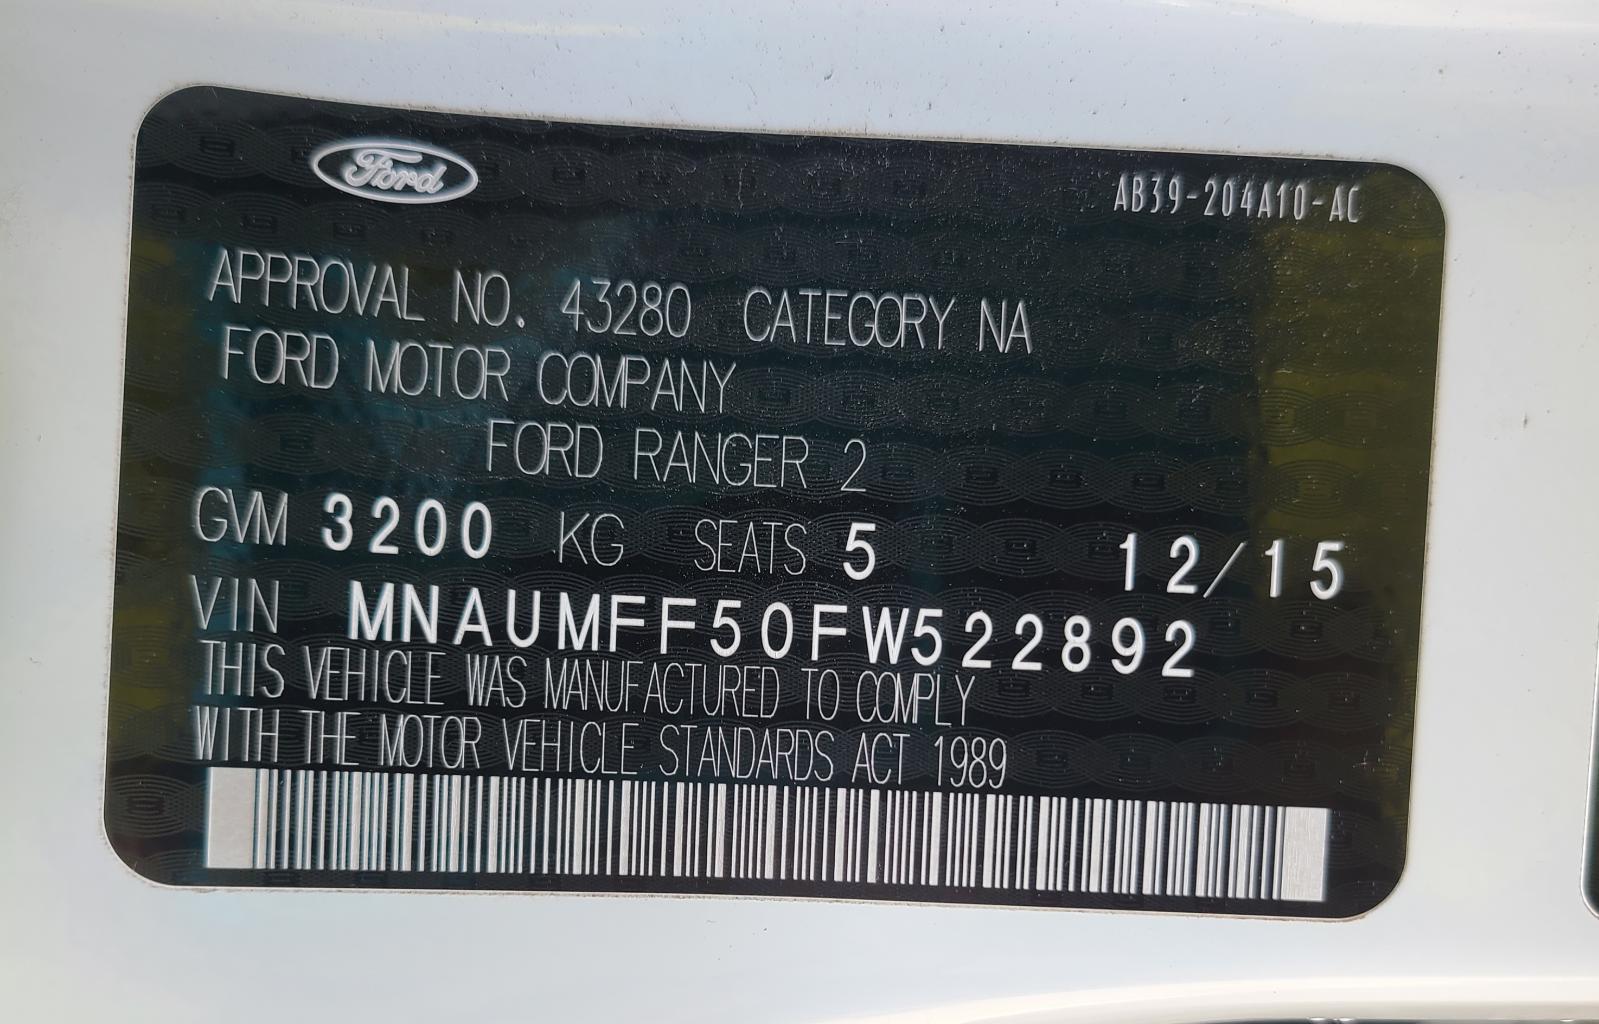 Ford
AB39-204A10-AC
APPROVAL NO. 43280 CATEGORY NA
FORD MOTOR COMPANY
FORD RANGER 2
GVM 3200 KG SEATS 5 12/15
VIN MNAUMFF50FW522892
THIS VEHICLE WAS MANUFACTURED TO COMPLY
WITH THE MOTOR VEHICLE STANDARDS ACT 1989